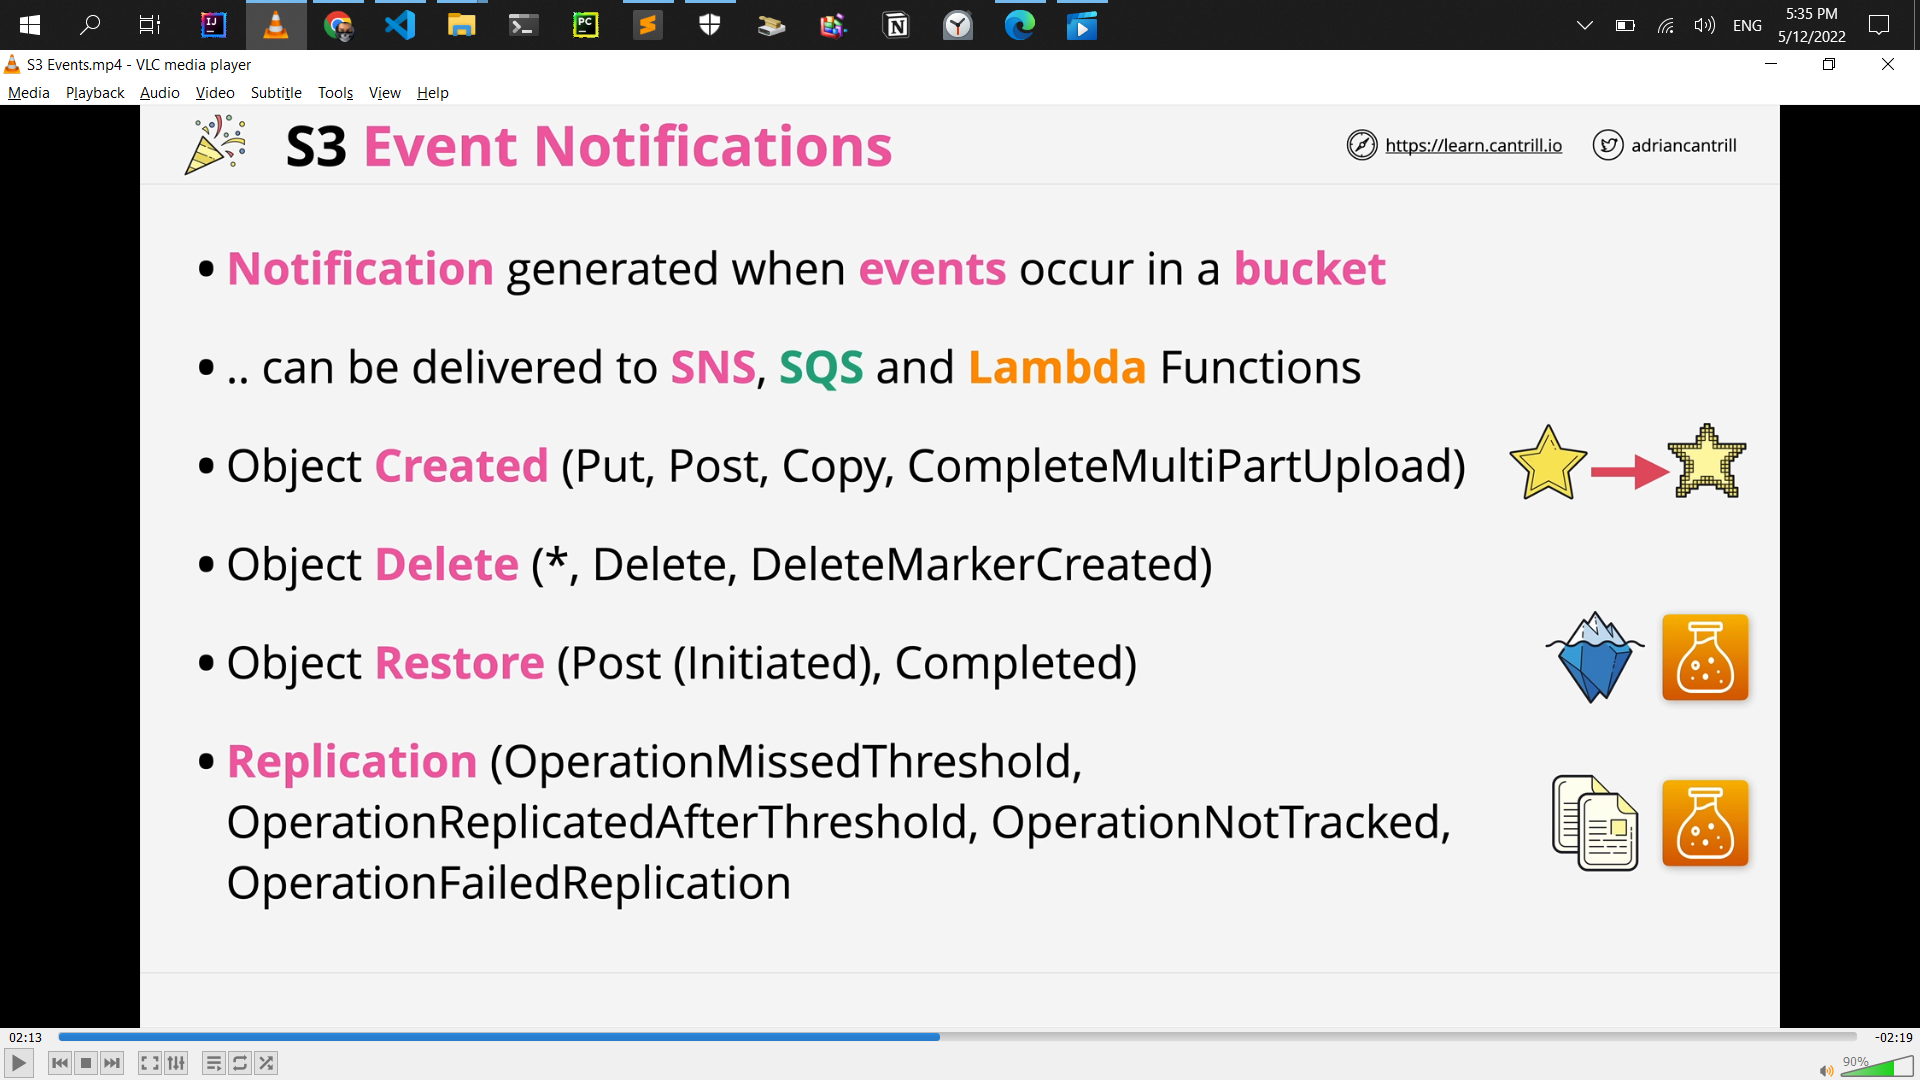 IJ
PC
N
ENG
5:35 PM
5/12/2022
S3 Events.mp4 - VLC media player
Media Playback Audio Video Subtitle Tools View Help
S3 Event Notifications
https://learn.cantrill.io
adriancantrill
• Notification generated when events occur in a bucket
• .. can be delivered to SNS, SQS and Lambda Functions
• Object Created (Put, Post, Copy, CompleteMultiPartUpload)
• Object Delete (*, Delete, DeleteMarkerCreated)
• Object Restore (Post (Initiated), Completed)
• Replication (OperationMissedThreshold,
OperationReplicatedAfterThreshold, OperationNotTracked,
OperationFailedReplication
02:13
-02:19
90%